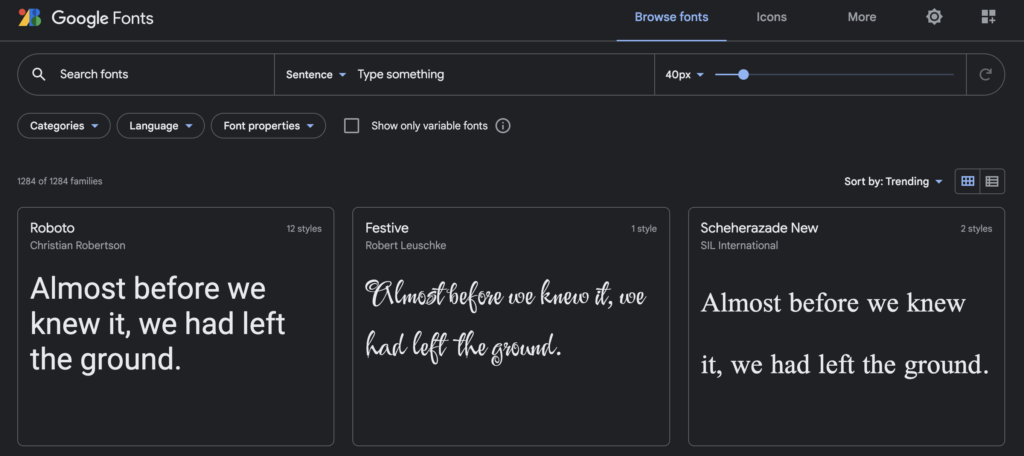 Google Fonts
Browse fonts
Icons
More
Search fonts
Sentence
Type something
40px
Categories
Language
Font properties
Show only variable fonts
1284 of 1284 families
Sort by: Trending
Roboto
12 styles
Christian Robertson
Almost before we
knew it, we had left
the ground.
Festive
1 style
Robert Leuschke
Almost before we knew it, we
had left the ground.
Scheherazade New
2 styles
SIL International
Almost before we knew
it, we had left the ground.